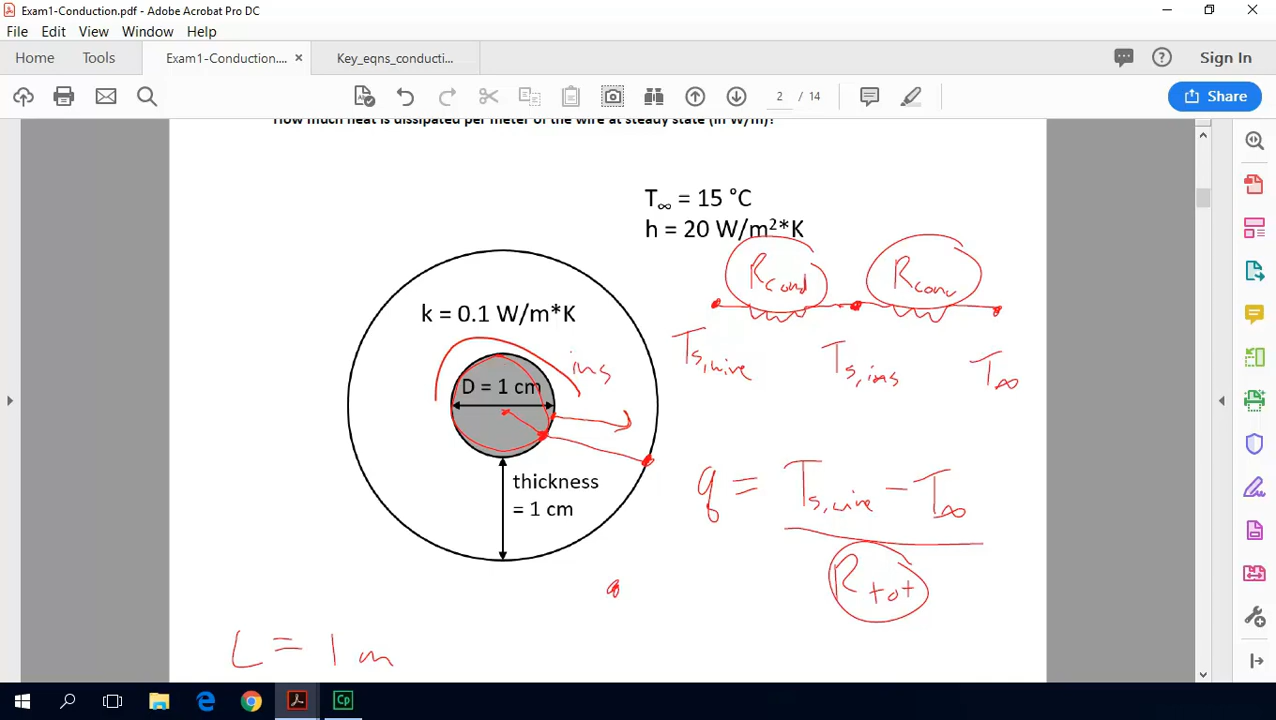 Exam1-Conduction.pdf - Adobe Acrobat Pro DC
File Edit View Window Help
Home Tools Exam1-Conduction.... × Key_eqns_conducti... Sign In
2 / 14 Share
How much heat is dissipated per meter of the wire at steady state (in W/m)?
T∞ = 15 °C
h = 20 W/m²*K
Rcond Rconv
k = 0.1 W/m*K
Ts,wire Ts,ins T∞
ins
D = 1 cm
thickness
= 1 cm
q = Ts,wire - T∞
Rtot
L = 1 m
Cp